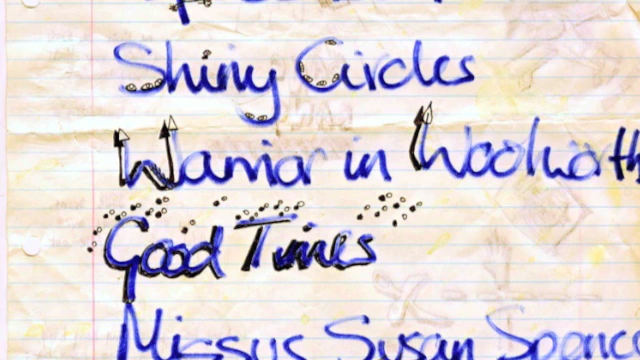 Shiny Circles
Warrior in Woolworth
Good Times
Missus Susan Spence